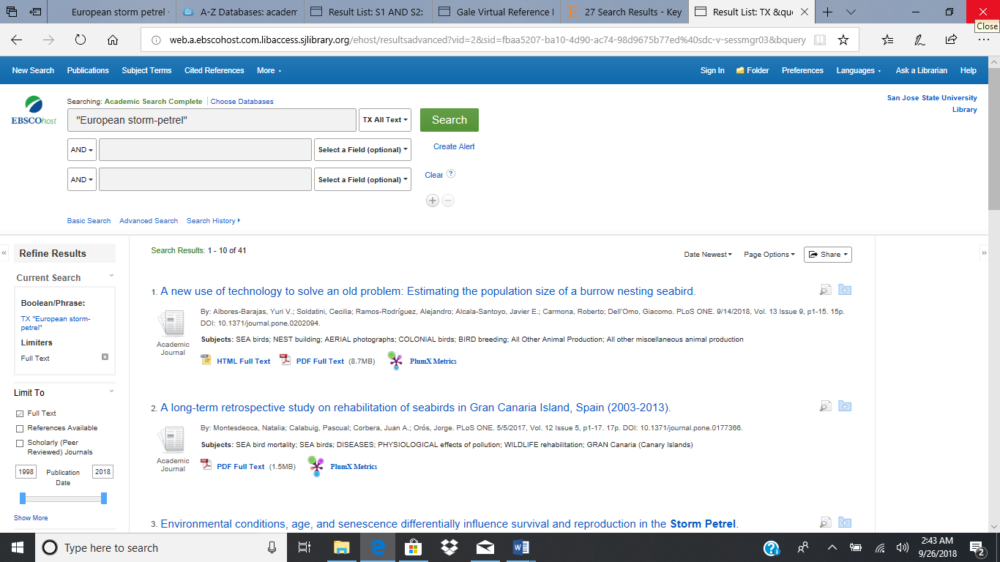 European storm petrel
A-Z Databases: academ
Result List: S1 AND S2:
Gale Virtual Reference
27 Search Results - Key
Result List: TX &que
Close
web.a.ebscohost.com.libaccess.sjlibrary.org/ehost/resultsadvanced?vid=2&sid=fbaa5207-ba10-4d90-ac74-98d9675b77ed%40sdc-v-sessmgr03&bquery
New Search Publications Subject Terms Cited References More Sign In Folder Preferences Languages Ask a Librarian Help
Searching: Academic Search Complete Choose Databases
San Jose State University
Library
EBSCOhost
"European storm-petrel" TX All Text Search
AND Select a Field (optional) Create Alert
AND Select a Field (optional) Clear ?
Basic Search Advanced Search Search History
« Refine Results
Current Search
Boolean/Phrase:
TX "European storm-
petrel"
Limiters
Full Text
Limit To
Full Text
References Available
Scholarly (Peer
Reviewed) Journals
1998 Publication 2018
Date
Show More
Search Results: 1 - 10 of 41
Date Newest Page Options Share »
1. A new use of technology to solve an old problem: Estimating the population size of a burrow nesting seabird.
By: Albores-Barajas, Yuri V.; Soldatini, Cecilia; Ramos-Rodríguez, Alejandro; Alcala-Santoyo, Javier E.; Carmona, Roberto; Dell'Omo, Giacomo. PLoS ONE. 9/14/2018, Vol. 13 Issue 9, p1-15. 15p.
DOI: 10.1371/journal.pone.0202094.
Academic
Journal
Subjects: SEA birds; NEST building; AERIAL photographs; COLONIAL birds; BIRD breeding; All Other Animal Production; All other miscellaneous animal production
HTML Full Text PDF Full Text (8.7MB) PlumX Metrics
2. A long-term retrospective study on rehabilitation of seabirds in Gran Canaria Island, Spain (2003-2013).
By: Montesdeoca, Natalia; Calabuig, Pascual; Corbera, Juan A.; Orós, Jorge. PLoS ONE. 5/5/2017, Vol. 12 Issue 5, p1-17. 17p. DOI: 10.1371/journal.pone.0177366.
Subjects: SEA bird mortality; SEA birds; DISEASES; PHYSIOLOGICAL effects of pollution; WILDLIFE rehabilitation; GRAN Canaria (Canary Islands)
Academic
Journal
PDF Full Text (1.5MB) PlumX Metrics
3. Environmental conditions, age, and senescence differentially influence survival and reproduction in the Storm Petrel.
Type here to search
2:43 AM
9/26/2018
2